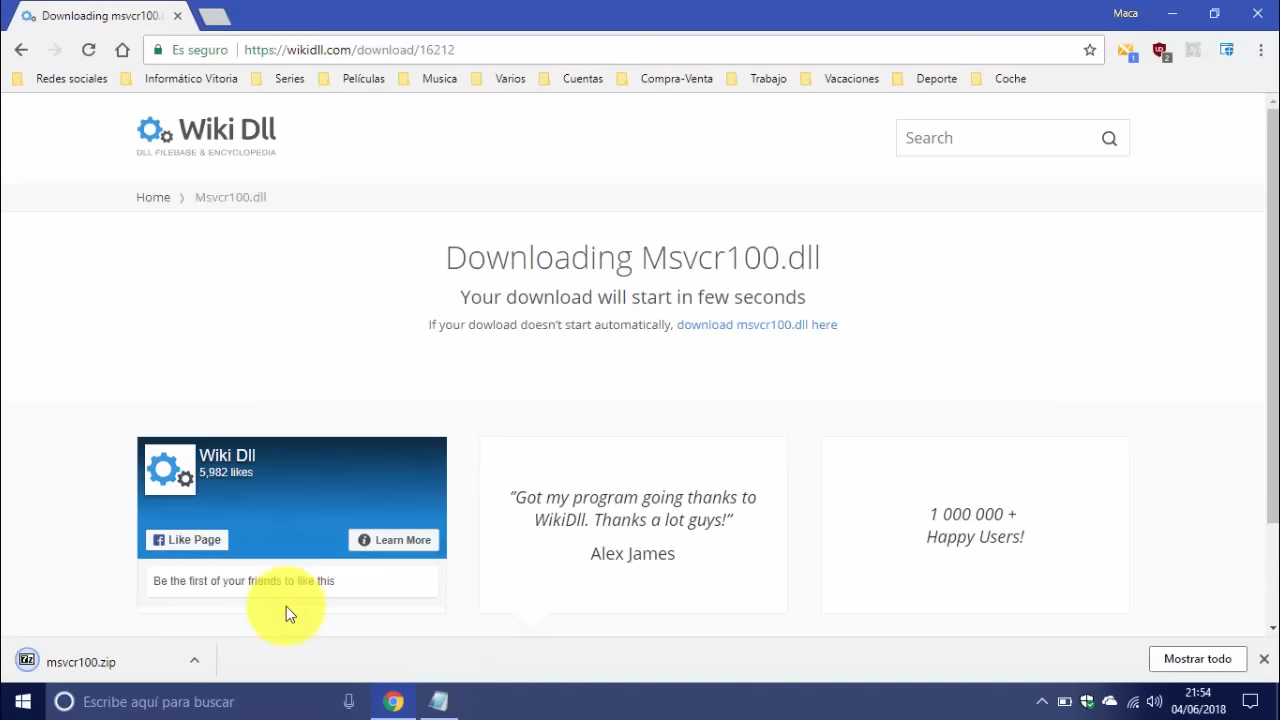 Downloading msvcr100.
Maca
Es seguro
https://wikidll.com/download/16212
1
2
Redes sociales
Informático Vitoria
Series
Películas
Musica
Varios
Cuentas
Compra-Venta
Trabajo
Vacaciones
Deporte
Coche
Wiki Dll
DLL FILEBASE & ENCYCLOPEDIA
Search
Home › Msvcr100.dll
Downloading Msvcr100.dll
Your download will start in few seconds
If your dowload doesn't start automatically, download msvcr100.dll here
Wiki Dll
5,982 likes
Like Page
Learn More
Be the first of your friends to like this
“Got my program going thanks to
WikiDll. Thanks a lot guys!”
Alex James
1 000 000 +
Happy Users!
msvcr100.zip
Mostrar todo
Escribe aquí para buscar
21:54
04/06/2018